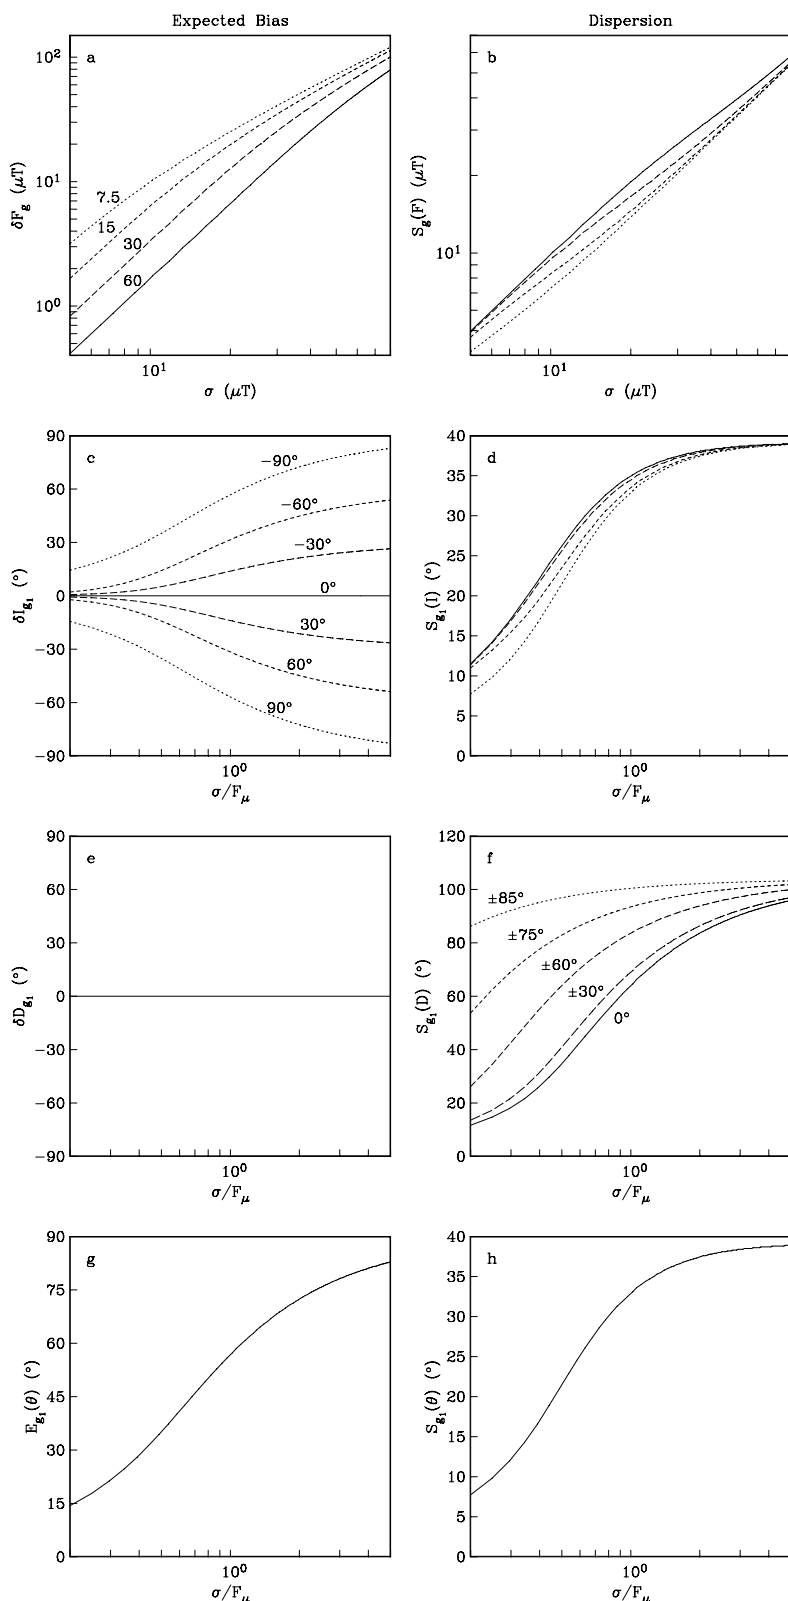 Expected Bias
Dispersion
a
10²
10¹
10⁰
7.5
15
30
60
δF_g (μT)
10¹
σ (μT)
b
10¹
S_g(F) (μT)
10¹
σ (μT)
c
90
60
30
0
−30
−60
−90
−90°
−60°
−30°
0°
30°
60°
90°
δI_g₁ (°)
10⁰
σ/F_μ
d
40
35
30
25
20
15
10
5
0
S_g₁(I) (°)
10⁰
σ/F_μ
e
90
60
30
0
−30
−60
−90
δD_g₁ (°)
10⁰
σ/F_μ
f
120
100
80
60
40
20
0
±85°
±75°
±60°
±30°
0°
S_g₁(D) (°)
10⁰
σ/F_μ
g
90
75
60
45
30
15
0
E_g₁(θ) (°)
10⁰
σ/F_μ
h
40
35
30
25
20
15
10
5
0
S_g₁(θ) (°)
10⁰
σ/F_μ